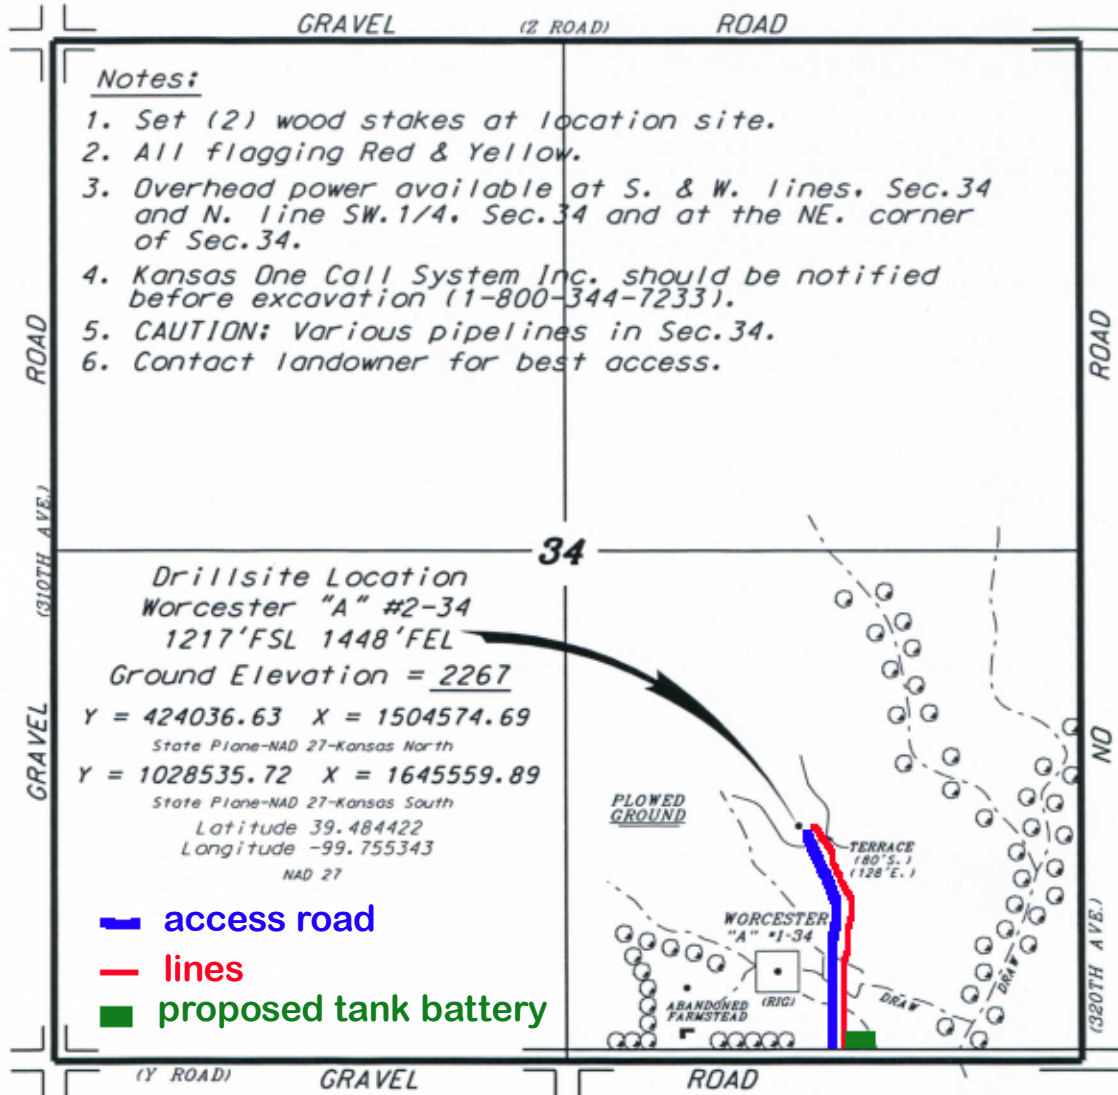 GRAVEL (Z ROAD) ROAD
Notes:
1. Set (2) wood stakes at location site.
2. All flagging Red & Yellow.
3. Overhead power available at S. & W. lines, Sec.34
and N. line SW.1/4, Sec.34 and at the NE. corner
of Sec.34.
4. Kansas One Call System Inc. should be notified
before excavation (1-800-344-7233).
5. CAUTION: Various pipelines in Sec.34.
6. Contact landowner for best access.
ROAD
(310TH AVE.)
GRAVEL
ROAD
NO
(320TH AVE.)
34
Drillsite Location
Worcester "A" #2-34
1217'FSL 1448'FEL
Ground Elevation = 2267
Y = 424036.63 X = 1504574.69
State Plane-NAD 27-Kansas North
Y = 1028535.72 X = 1645559.89
State Plane-NAD 27-Kansas South
Latitude 39.484422
Longitude -99.755343
NAD 27
access road
lines
proposed tank battery
PLOWED
GROUND
TERRACE
(80'S.)
(128'E.)
WORCESTER
"A" #1-34
(RIG)
ABANDONED
FARMSTEAD
DRAW
DRAW
(Y ROAD) GRAVEL ROAD